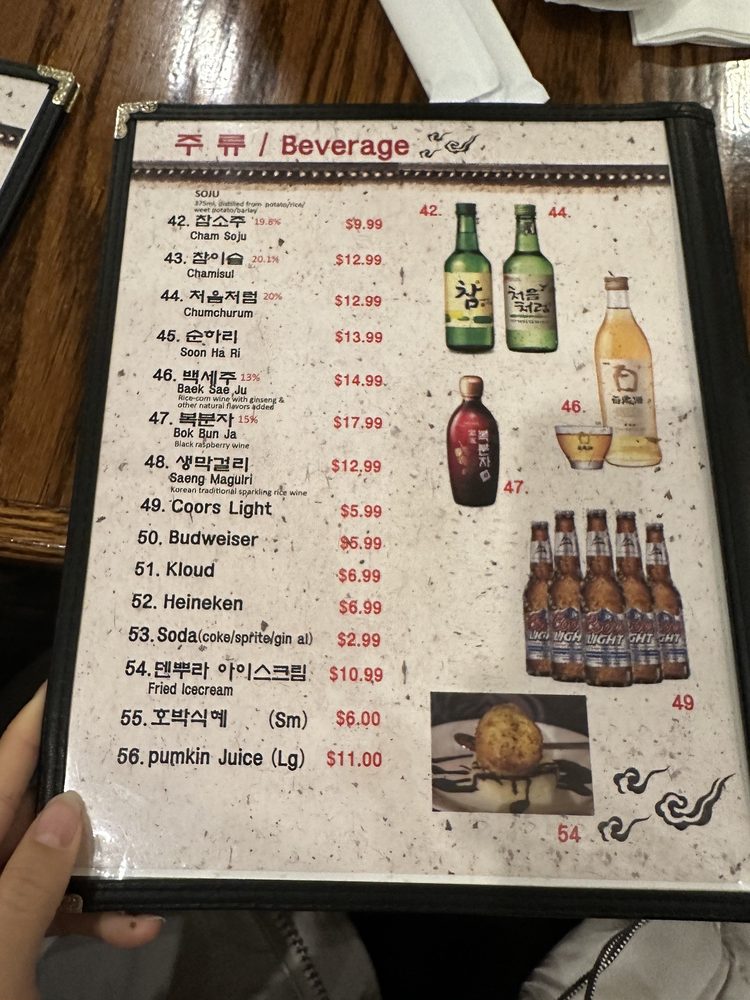 주 류 / Beverage
SOJU
375ml, distilled from potato/rice/
weet potato/barley
42. 참소주 19.8% $9.99
Cham Soju
43. 참이슬 20.1% $12.99
Chamisul
44. 처음처럼 20% $12.99
Chumchurum
45. 순하리 $13.99
Soon Ha Ri
46. 백세주 13% $14.99
Baek Sae Ju
Rice-corn wine with ginseng &
other natural flavors added
47. 복분자 15% $17.99
Bok Bun Ja
Black raspberry wine
48. 생막걸리 $12.99
Saeng Magulri
Korean traditional sparkling rice wine
49. Coors Light $5.99
50. Budweiser $5.99
51. Kloud $6.99
52. Heineken $6.99
53. Soda(coke/sprite/gin al) $2.99
54. 덴뿌라 아이스크림 $10.99
Fried Icecream
55. 호박식혜 (Sm) $6.00
56. pumkin Juice (Lg) $11.00
42.
44.
참
처음
처럼
46.
복분자
47.
Coors
LIGHT
49
54